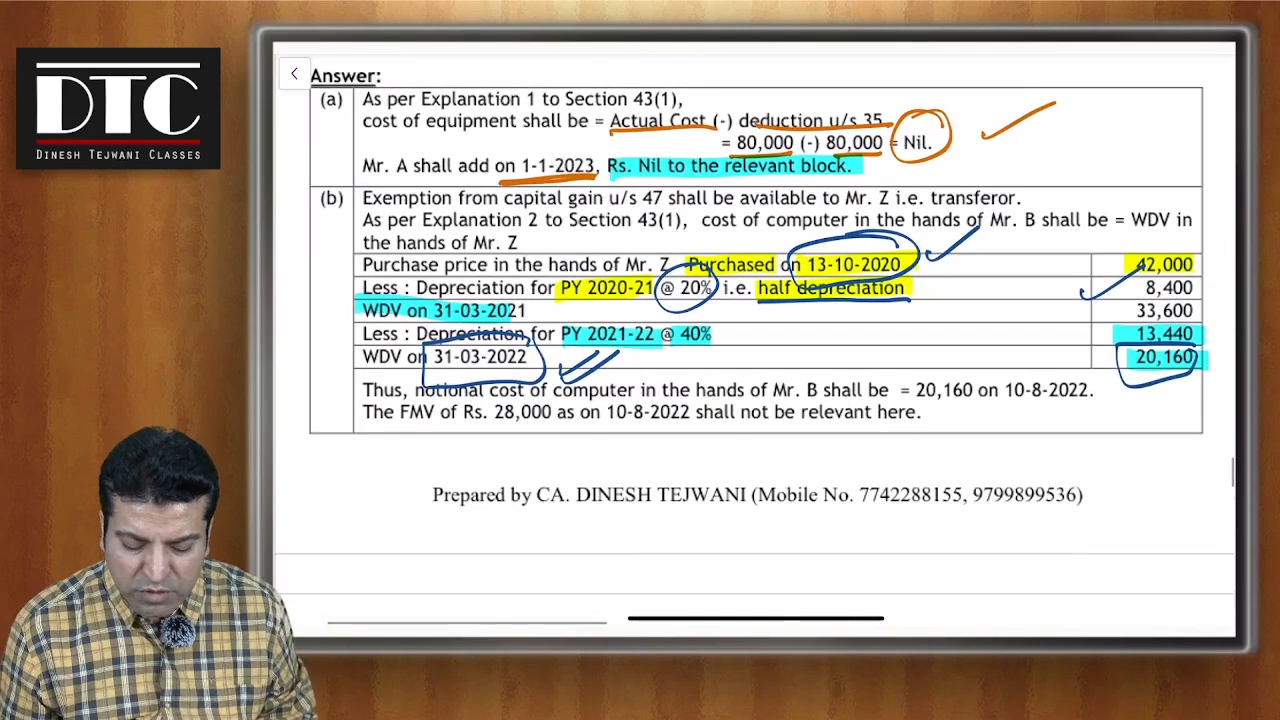 DTC
DINESH TEJWANI CLASSES
Answer:
(a) As per Explanation 1 to Section 43(1),
cost of equipment shall be = Actual Cost (-) deduction u/s 35
= 80,000 (-) 80,000 = Nil.
Mr. A shall add on 1-1-2023, Rs. Nil to the relevant block.
(b) Exemption from capital gain u/s 47 shall be available to Mr. Z i.e. transferor.
As per Explanation 2 to Section 43(1), cost of computer in the hands of Mr. B shall be = WDV in
the hands of Mr. Z
Purchase price in the hands of Mr. Z Purchased on 13-10-2020 42,000
Less : Depreciation for PY 2020-21 @ 20% i.e. half depreciation 8,400
WDV on 31-03-2021 33,600
Less : Depreciation for PY 2021-22 @ 40% 13,440
WDV on 31-03-2022 20,160
Thus, notional cost of computer in the hands of Mr. B shall be = 20,160 on 10-8-2022.
The FMV of Rs. 28,000 as on 10-8-2022 shall not be relevant here.
Prepared by CA. DINESH TEJWANI (Mobile No. 7742288155, 9799899536)